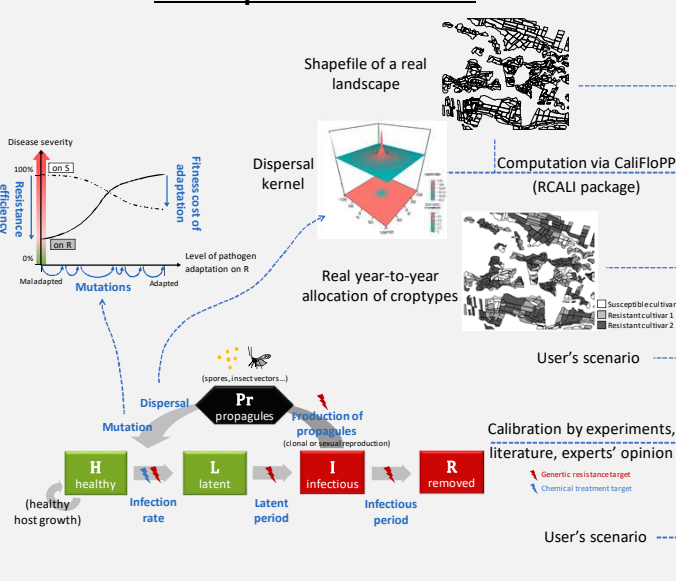 Shapefile of a real
landscape
Disease severity
100%
on S
Fitness cost of
adaptation
Resistance
efficiency
on R
0%
Level of pathogen
adaptation on R
Maladapted
Adapted
Mutations
Dispersal
kernel
Computation via CaliFloPP
(RCALI package)
Real year-to-year
allocation of croptypes
Susceptible cultivar
Resistant cultivar 1
Resistant cultivar 2
User's scenario
(spores, insect vectors...)
Dispersal
Pr
propagules
Production of
propagules
(clonal or sexual reproduction)
Mutation
Calibration by experiments,
literature, experts' opinion
H
healthy
L
latent
I
infectious
R
removed
Genertic resistance target
Chemical treatment target
(healthy
host growth)
Infection
rate
Latent
period
Infectious
period
User's scenario